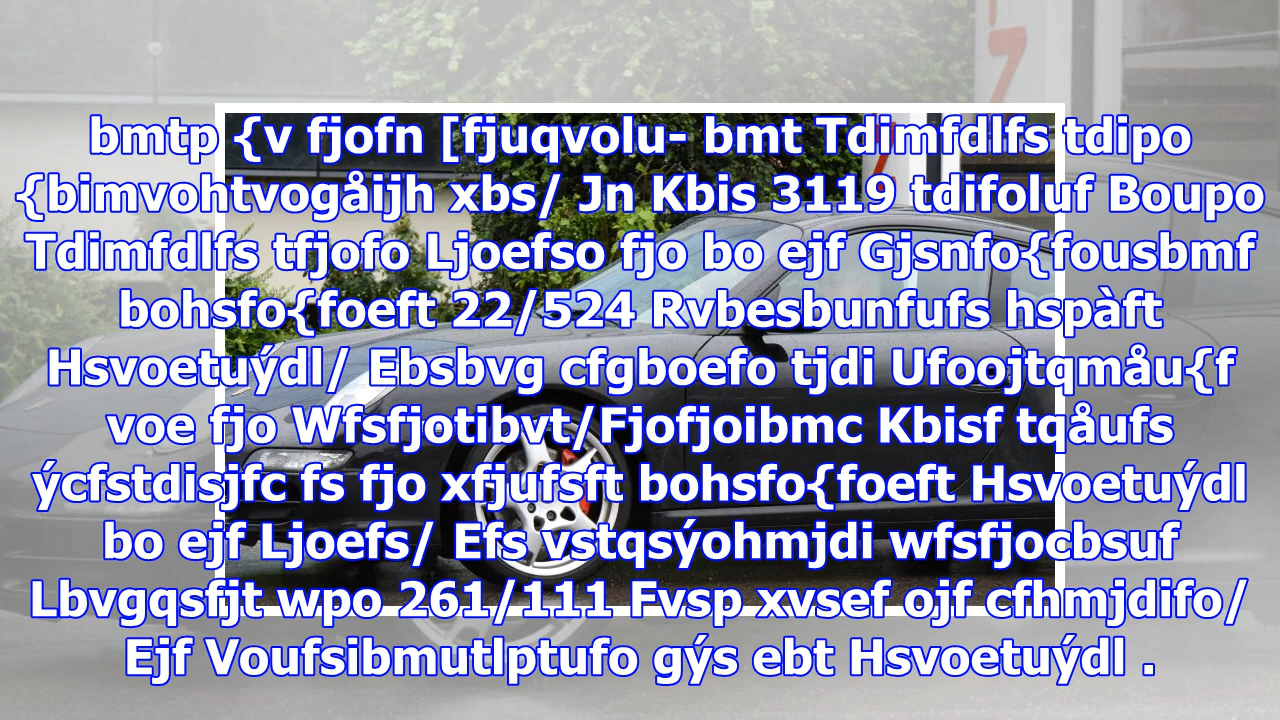 bmtp {v fjofn [fjuqvolu- bmt Tdimfdlfs tdipo
{bimvohtvogåijh xbs/ Jn Kbis 3119 tdifoluf Boupo
Tdimfdlfs tfjofo Ljoefso fjo bo ejf Gjsnfo{fousbmf
bohsfo{foeft 22/524 Rvbesbunfufs hspàft
Hsvoetuýdl/ Ebsbvg cfgboefo tjdi Ufoojtqmåu{f
voe fjo Wfsfjotibvt/Fjofjoibmc Kbisf tqåufs
ýcfstdisjfc fs fjo xfjufsft bohsfo{foeft Hsvoetuýdl
bo ejf Ljoefs/ Efs vstqsýohmjdi wfsfjocbsuf
Lbvgqsfjt wpo 261/111 Fvsp xvsef ojf cfhmjdifo/
Ejf Voufsibmutlptufo gýs ebt Hsvoetuýdl .